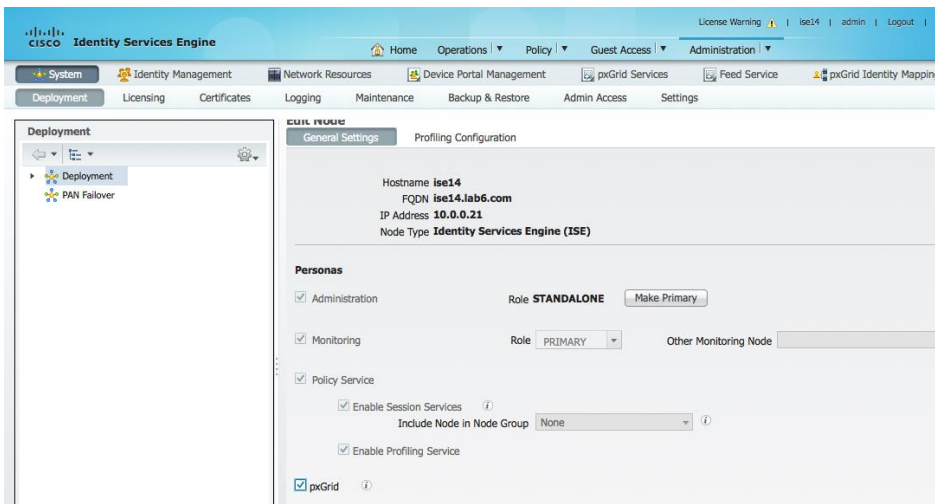 License Warning | ise14 | admin | Logout |
CISCO Identity Services Engine
Home Operations | Policy | Guest Access | Administration |
System Identity Management Network Resources Device Portal Management pxGrid Services Feed Service pxGrid Identity Mapping
Deployment Licensing Certificates Logging Maintenance Backup & Restore Admin Access Settings
Deployment
Deployment
PAN Failover
Edit Node
General Settings Profiling Configuration
Hostname ise14
FQDN ise14.lab6.com
IP Address 10.0.0.21
Node Type Identity Services Engine (ISE)
Personas
Administration Role STANDALONE Make Primary
Monitoring Role PRIMARY Other Monitoring Node
Policy Service
Enable Session Services
Include Node in Node Group None
Enable Profiling Service
pxGrid